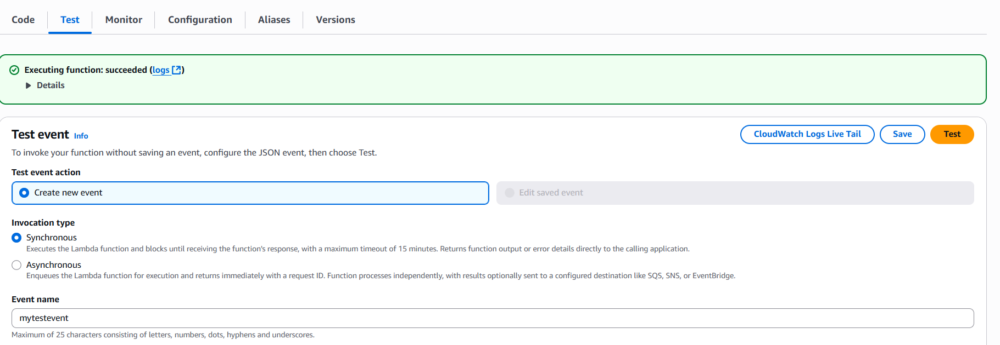 Code Test Monitor Configuration Aliases Versions
Executing function: succeeded (logs)
Details
Test event Info
CloudWatch Logs Live Tail Save Test
To invoke your function without saving an event, configure the JSON event, then choose Test.
Test event action
Create new event Edit saved event
Invocation type
Synchronous
Executes the Lambda function and blocks until receiving the function's response, with a maximum timeout of 15 minutes. Returns function output or error details directly to the calling application.
Asynchronous
Enqueues the Lambda function for execution and returns immediately with a request ID. Function processes independently, with results optionally sent to a configured destination like SQS, SNS, or EventBridge.
Event name
mytestevent
Maximum of 25 characters consisting of letters, numbers, dots, hyphens and underscores.